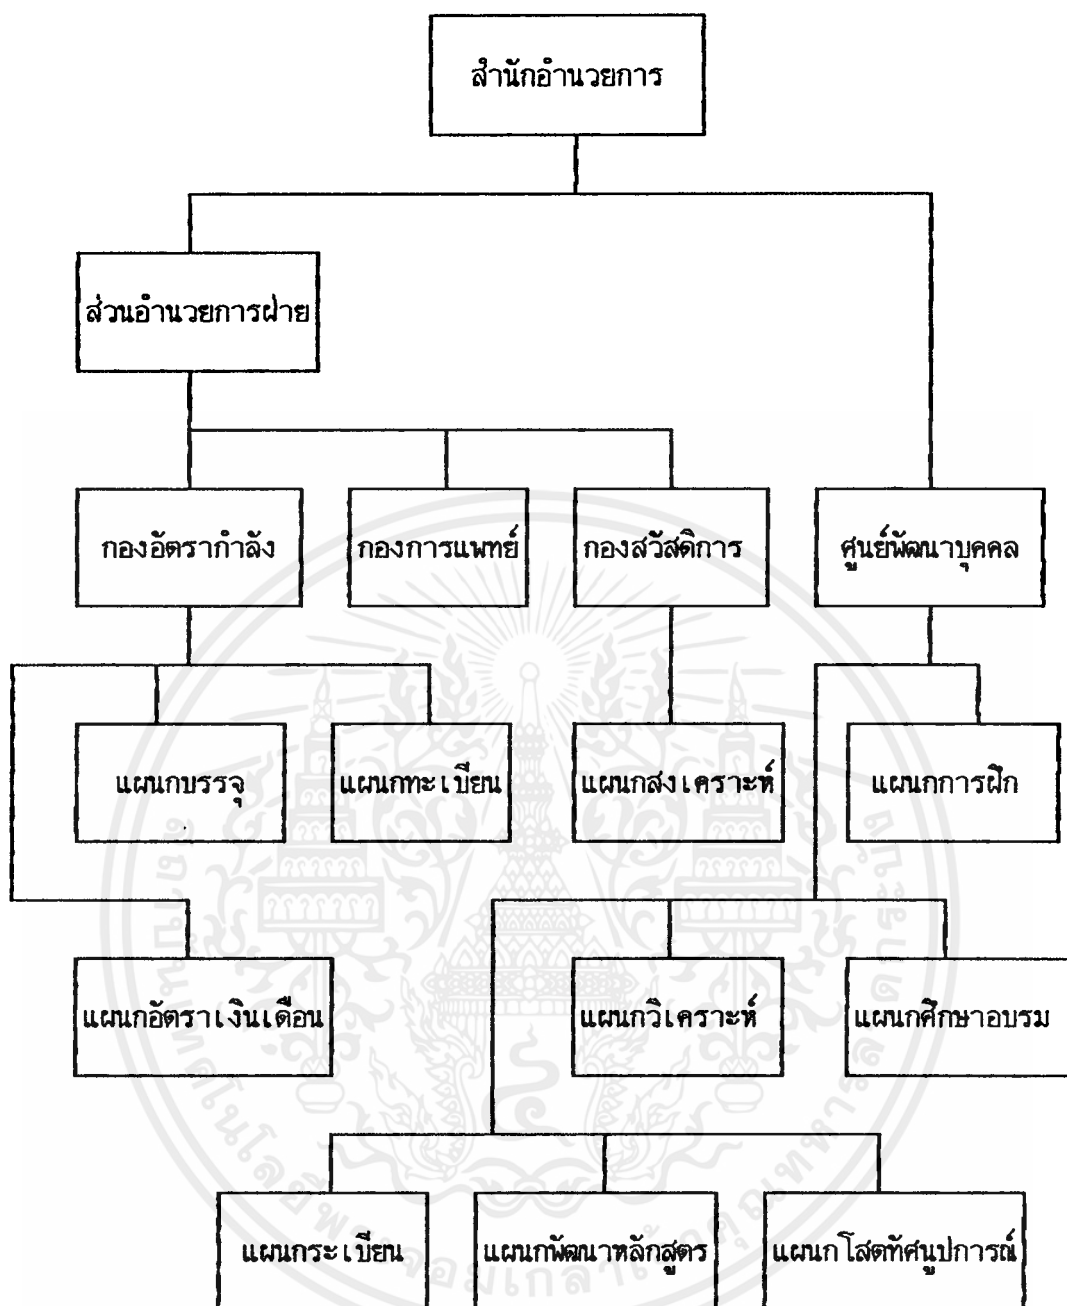 สำนักอำนวยการ
ส่วนอำนวยการฝ่าย
กองอัตรากำลัง
กองการแพทย์
กองสวัสดิการ
ศูนย์พัฒนาบุคคล
แผนกบรรจุ
แผนกทะเบียน
แผนกสงเคราะห์
แผนกการฝึก
แผนกอัตราเงินเดือน
แผนกวิเคราะห์
แผนกศึกษาอบรม
แผนกระเบียน
แผนกพัฒนาหลักสูตร
แผนกโสตทัศนูปการณ์